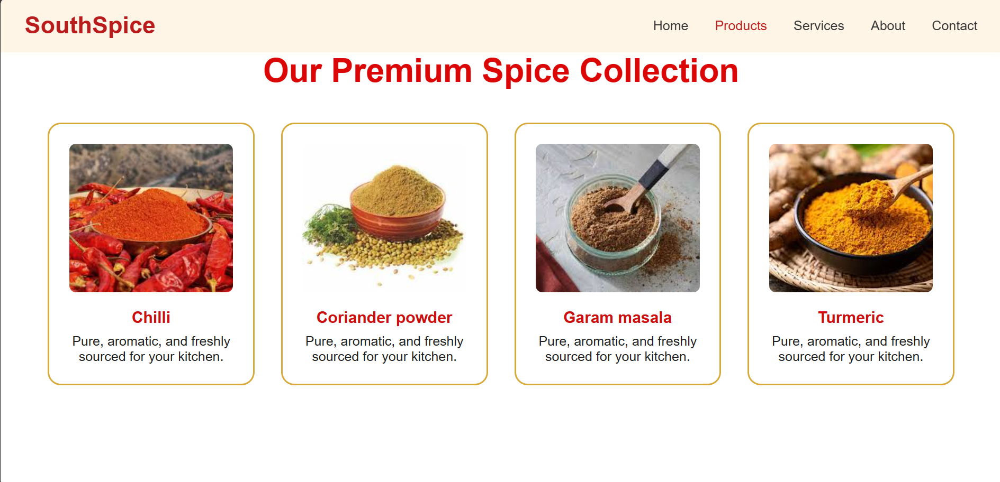 SouthSpice
Home Products Services About Contact
Our Premium Spice Collection
Chilli
Pure, aromatic, and freshly
sourced for your kitchen.
Coriander powder
Pure, aromatic, and freshly
sourced for your kitchen.
Garam masala
Pure, aromatic, and freshly
sourced for your kitchen.
Turmeric
Pure, aromatic, and freshly
sourced for your kitchen.